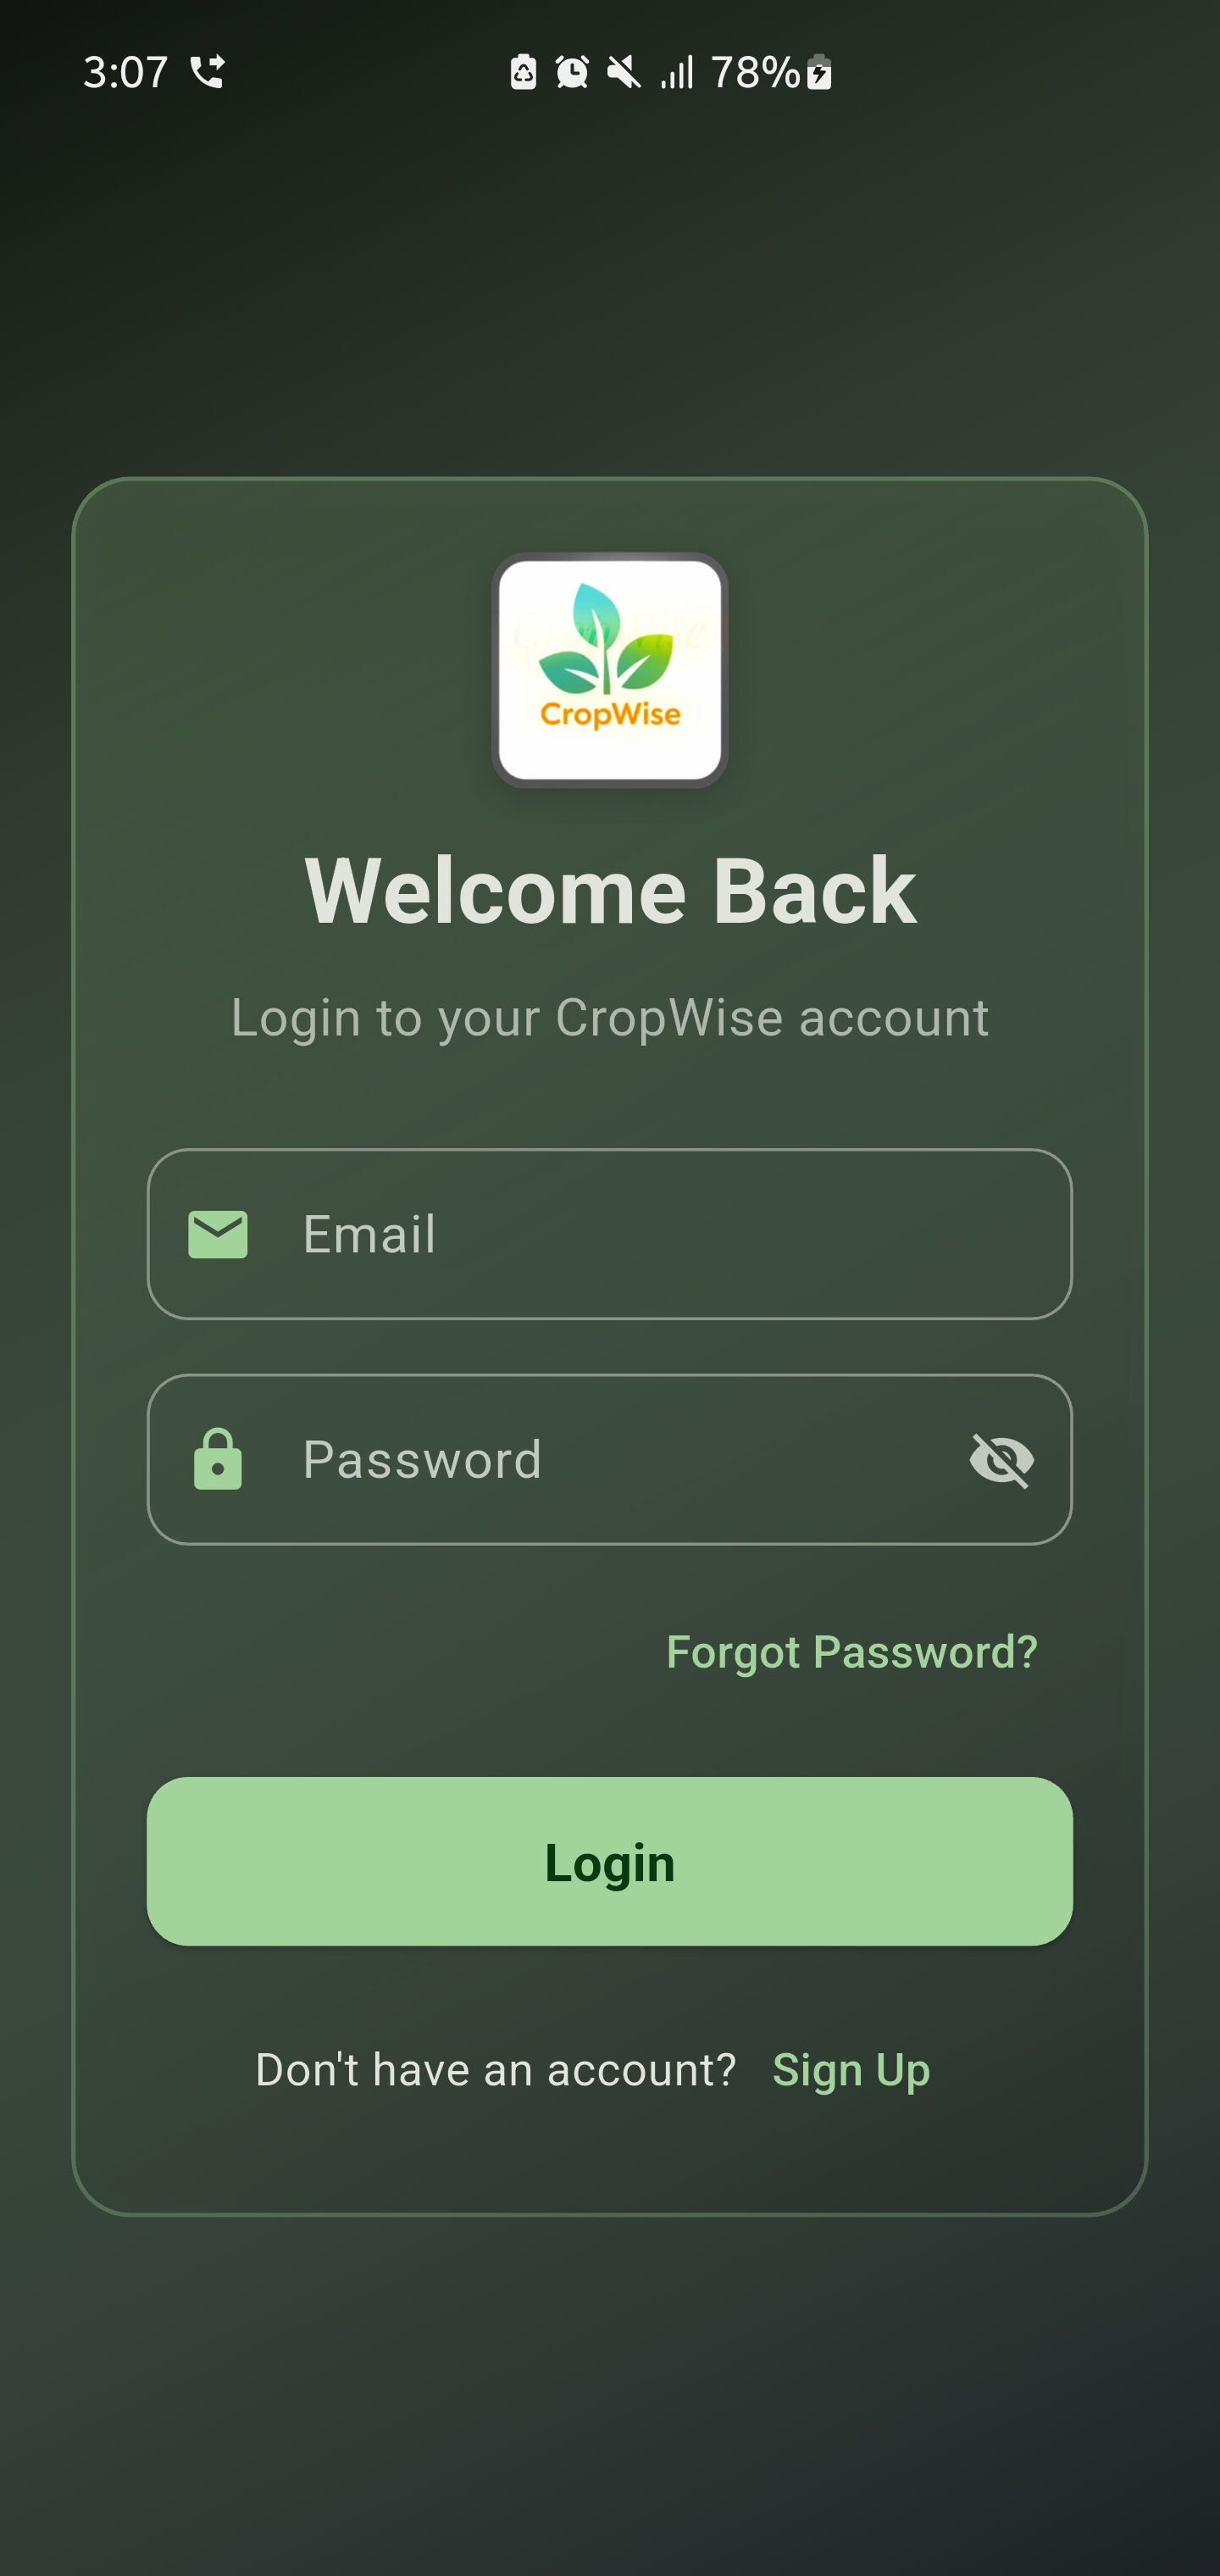 3:07 78%
CropWise
Welcome Back
Login to your CropWise account
Email
Password
Forgot Password?
Login
Don't have an account? Sign Up